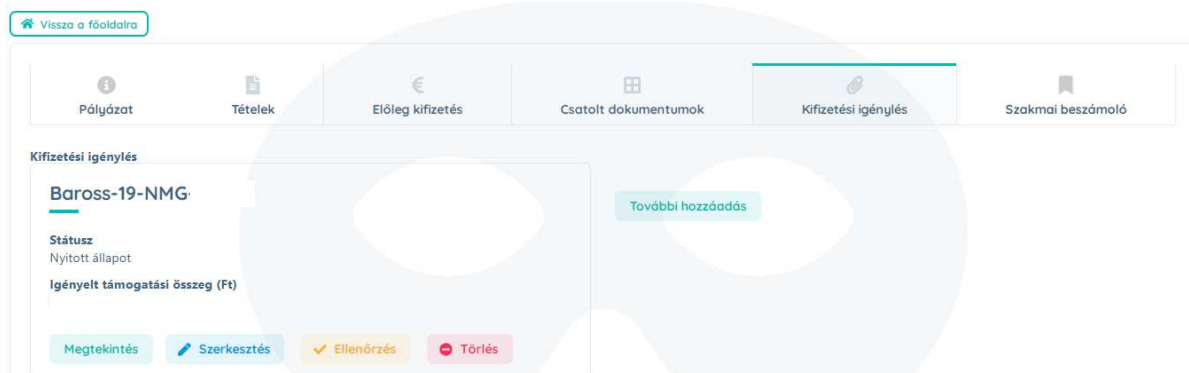 Vissza a főoldalra
Pályázat
Tételek
Előleg kifizetés
Csatolt dokumentumok
Kifizetési igénylés
Szakmai beszámoló
Kifizetési igénylés
Baross-19-NMG-
További hozzáadás
Státusz
Nyitott állapot
Igényelt támogatási összeg (Ft)
Megtekintés
Szerkesztés
Ellenőrzés
Törlés